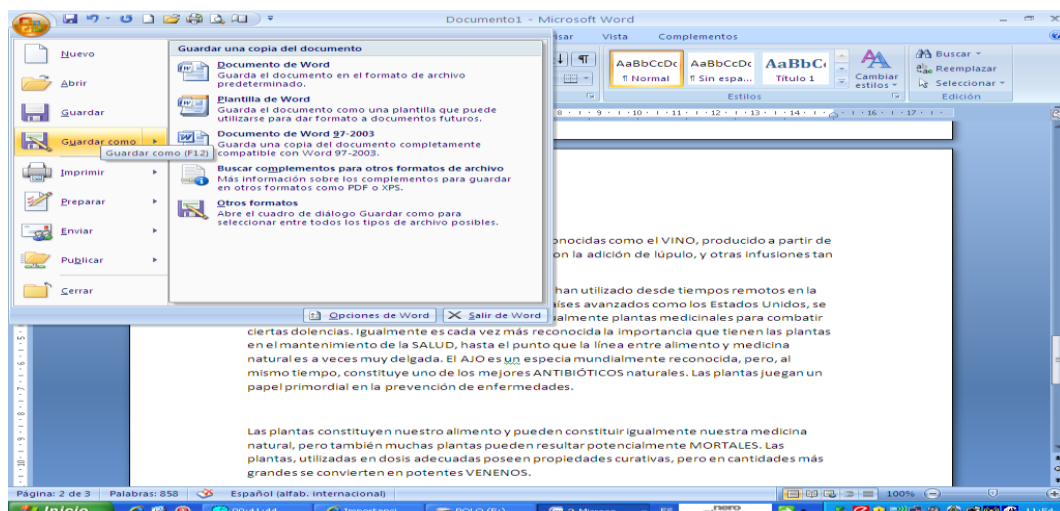 Documento1 - Microsoft Word
isar Vista Complementos
Nuevo
Abrir
Guardar
Guardar como
Guardar como (F12)
Imprimir
Preparar
Enviar
Publicar
Cerrar
Guardar una copia del documento
Documento de Word
Guarda el documento en el formato de archivo
predeterminado.
Plantilla de Word
Guarda el documento como una plantilla que puede
utilizarse para dar formato a documentos futuros.
Documento de Word 97-2003
Guarda una copia del documento completamente
compatible con Word 97-2003.
Buscar complementos para otros formatos de archivo
Más información sobre los complementos para guardar
en otros formatos como PDF o XPS.
Otros formatos
Abre el cuadro de diálogo Guardar como para
seleccionar entre todos los tipos de archivo posibles.
Opciones de Word Salir de Word
AaBbCcDc AaBbCcDc AaBbC
¶ Normal ¶ Sin espa... Título 1
Cambiar
estilos
Estilos
Buscar
Reemplazar
Seleccionar
Edición
8 9 10 11 12 13 14 16 17
onocidas como el VINO, producido a partir de
on la adición de lúpulo, y otras infusiones tan
han utilizado desde tiempos remotos en la
aíses avanzados como los Estados Unidos, se
ualmente plantas medicinales para combatir
ciertas dolencias. Igualmente es cada vez más reconocida la importancia que tienen las plantas
en el mantenimiento de la SALUD, hasta el punto que la línea entre alimento y medicina
natural es a veces muy delgada. El AJO es un especia mundialmente reconocida, pero, al
mismo tiempo, constituye uno de los mejores ANTIBIÓTICOS naturales. Las plantas juegan un
papel primordial en la prevención de enfermedades.
Las plantas constituyen nuestro alimento y pueden constituir igualmente nuestra medicina
natural, pero también muchas plantas pueden resultar potencialmente MORTALES. Las
plantas, utilizadas en dosis adecuadas poseen propiedades curativas, pero en cantidades más
grandes se convierten en potentes VENENOS.
Página: 2 de 3 Palabras: 858 Español (alfab. internacional) 100%
Inicio
nero